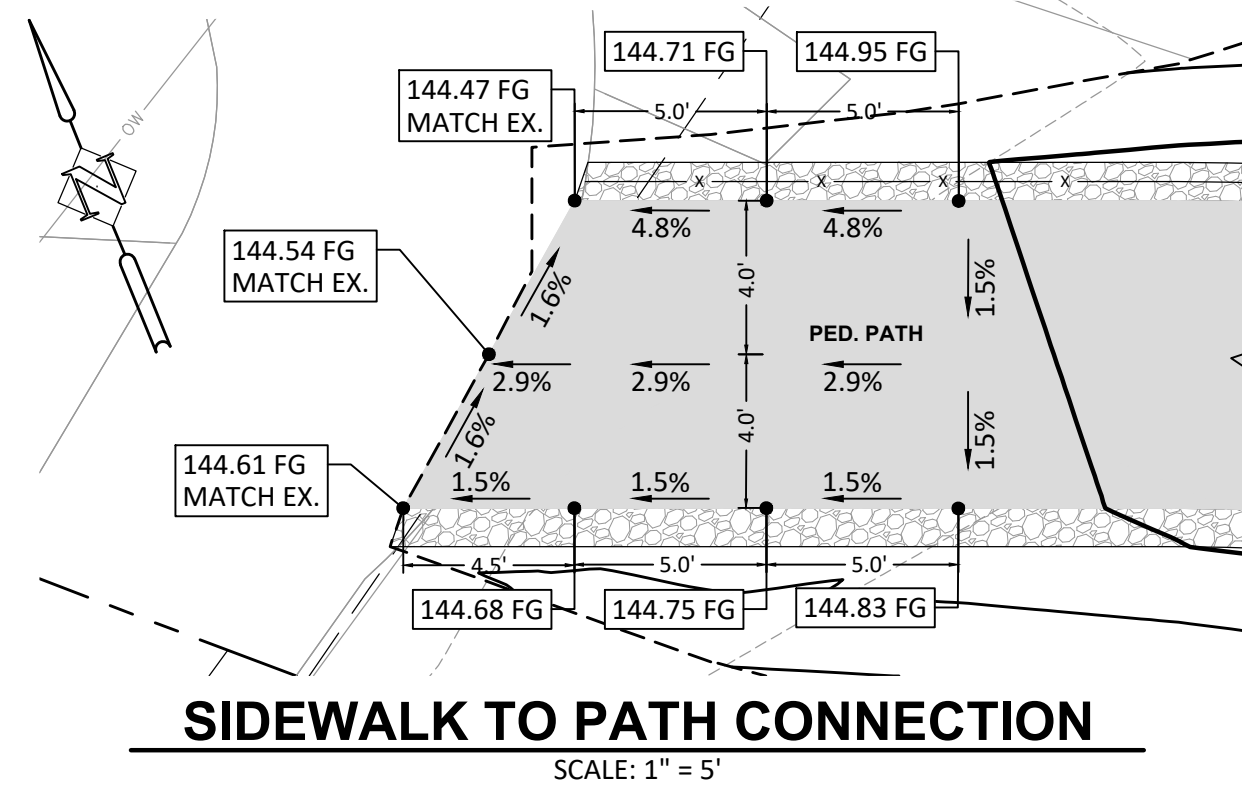 144.71 FG
144.95 FG
144.47 FG
MATCH EX.
5.0'
5.0'
OW
N
X X X X
4.8%
4.8%
144.54 FG
MATCH EX.
1.6%
4.0'
1.5%
PED. PATH
2.9%
2.9%
2.9%
1.6%
4.0'
1.5%
144.61 FG
MATCH EX.
1.5%
1.5%
1.5%
4.5'
5.0'
5.0'
144.68 FG
144.75 FG
144.83 FG
SIDEWALK TO PATH CONNECTION
SCALE: 1" = 5'